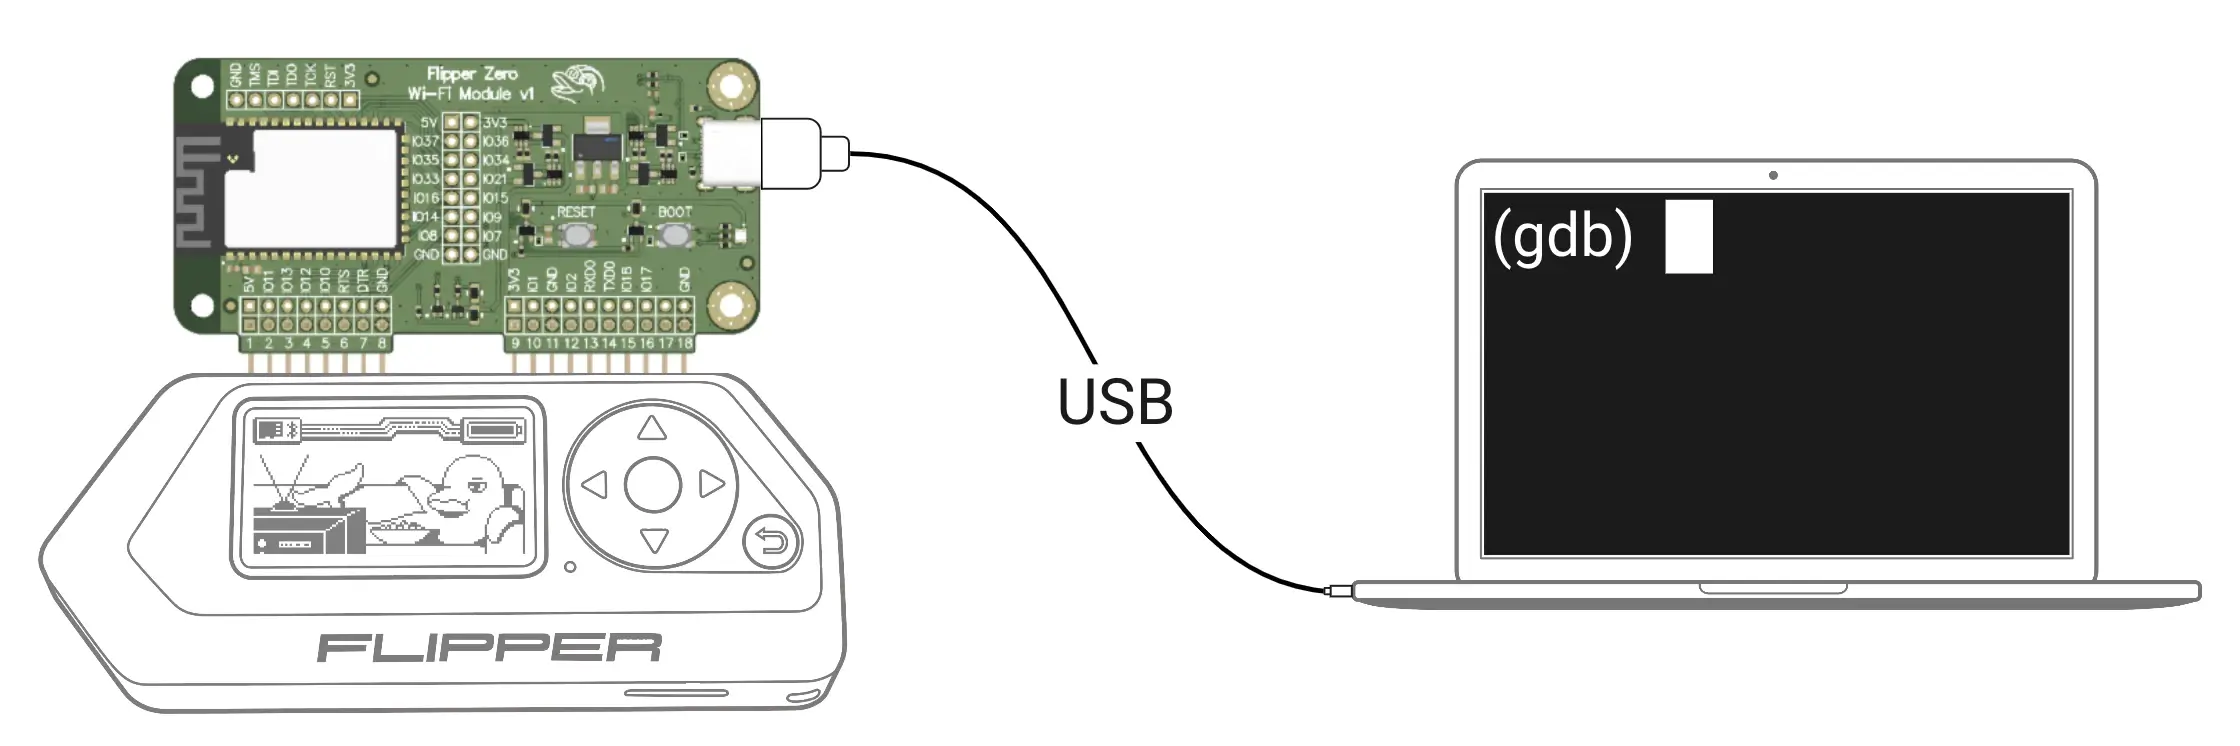 GND TMS TDI TDO TCK RST 3V3
Flipper Zero
Wi-Fi Module v1
5V 3V3
IO37 IO36
IO35 IO34
IO33 IO21
IO16 IO15
IO14 IO9
IO8 IO7
GND GND
RESET BOOT
5V IO11 IO13 IO12 IO10 RTS DTR GND
3V3 IO1 GND IO2 RXD0 TXD0 IO18 IO17 GND
1 2 3 4 5 6 7 8
9 10 11 12 13 14 15 16 17 18
FLIPPER
USB
(gdb)